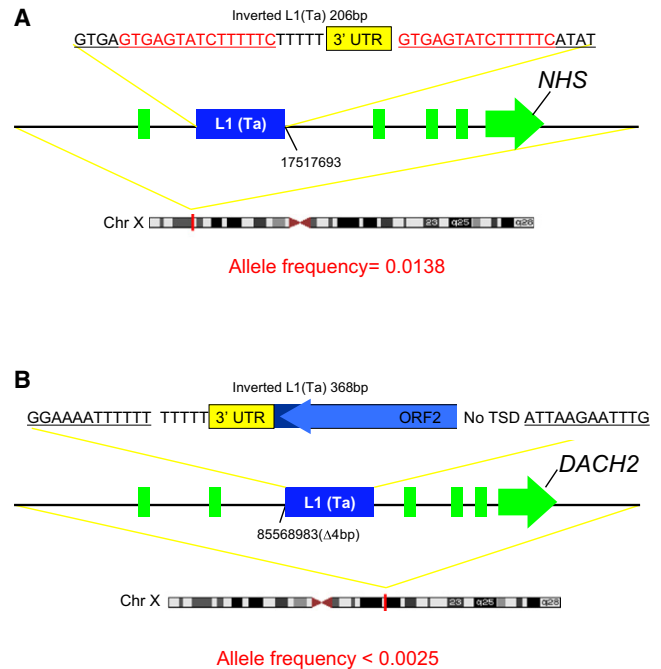 A
Inverted L1(Ta) 206bp
GTGAGTGAGTATCTTTTTCTTTTT 3' UTR GTGAGTATCTTTTTCATAT
NHS
L1 (Ta)
17517693
Chr X 23 q25 q28
Allele frequency= 0.0138
B
Inverted L1(Ta) 368bp
GGAAAATTTTTT TTTTT 3' UTR ORF2 No TSD ATTAAGAATTTG
DACH2
L1 (Ta)
85568983(Δ4bp)
Chr X 23 q25 q28
Allele frequency < 0.0025